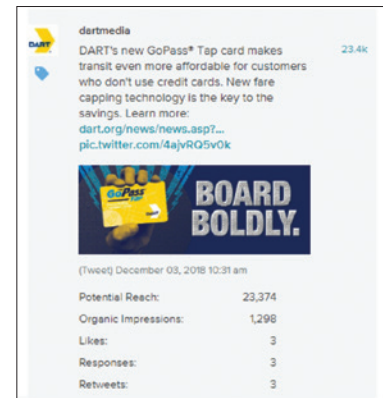 DART
dartmedia
DART's new GoPass® Tap card makes
23.4k
transit even more affordable for customers
who don't use credit cards. New fare
capping technology is the key to the
savings. Learn more:
dart.org/news/news.asp?...
pic.twitter.com/4ajvRQ5v0k
GoPass
Tap
BOARD
BOLDLY.
(Tweet) December 03, 2018 10:31 am
Potential Reach: 23,374
Organic Impressions: 1,298
Likes: 3
Responses: 3
Retweets: 3